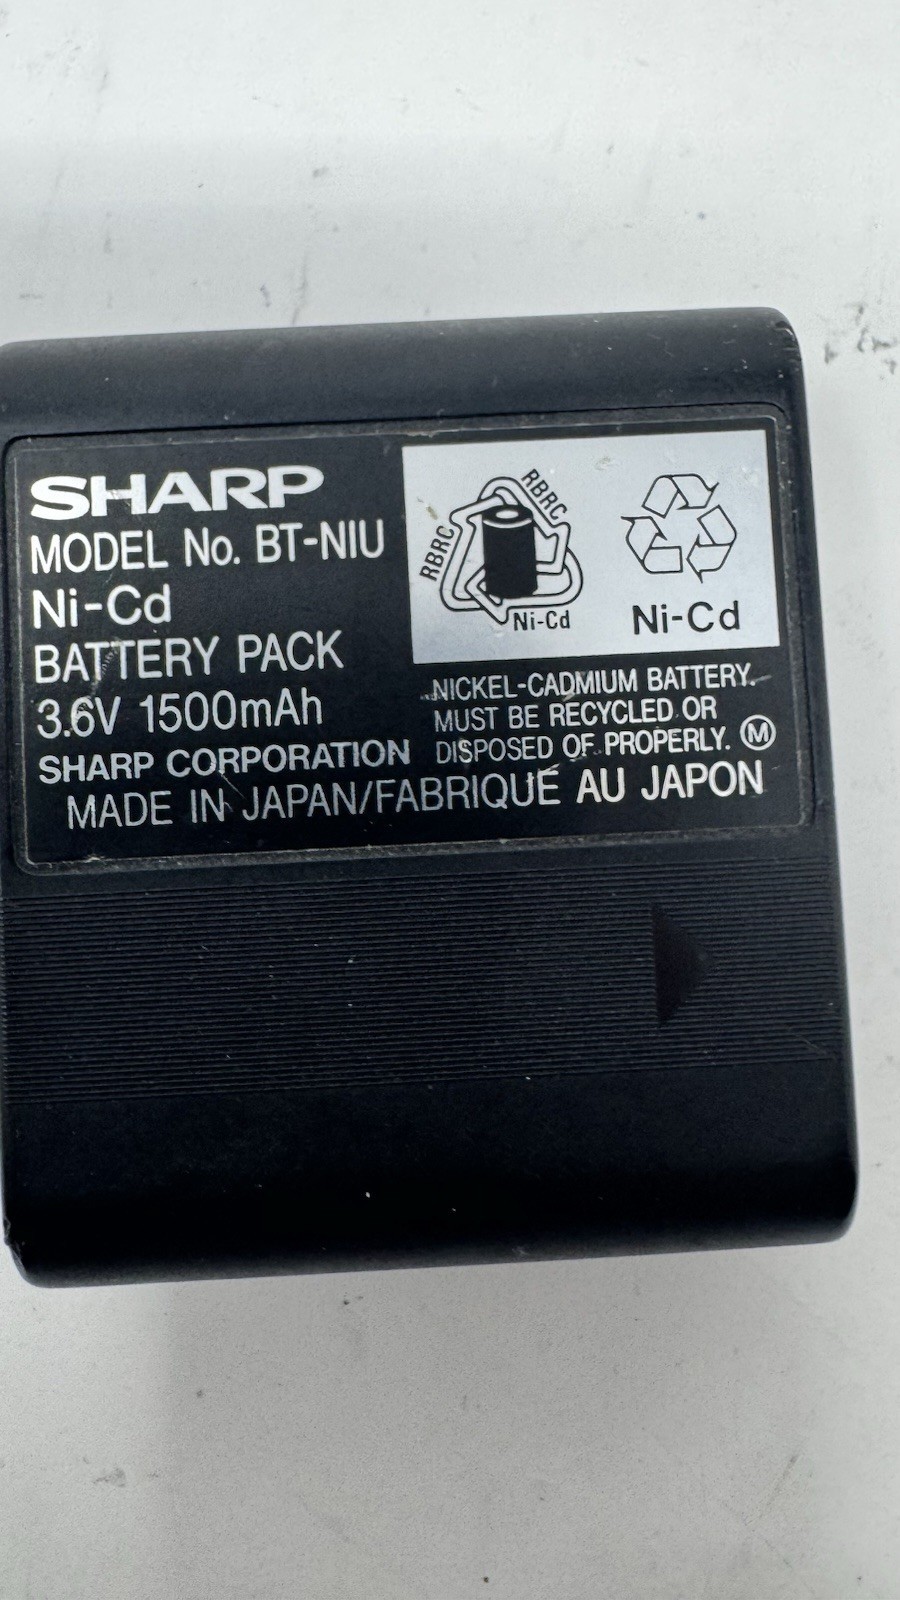 SHARP
MODEL No. BT-NIU
Ni-Cd
BATTERY PACK
3.6V 1500mAh
SHARP CORPORATION
MADE IN JAPAN/FABRIQUE AU JAPON
RBRC
RBRC
Ni-Cd
Ni-Cd
NICKEL-CADMIUM BATTERY.
MUST BE RECYCLED OR
DISPOSED OF PROPERLY. Ⓜ